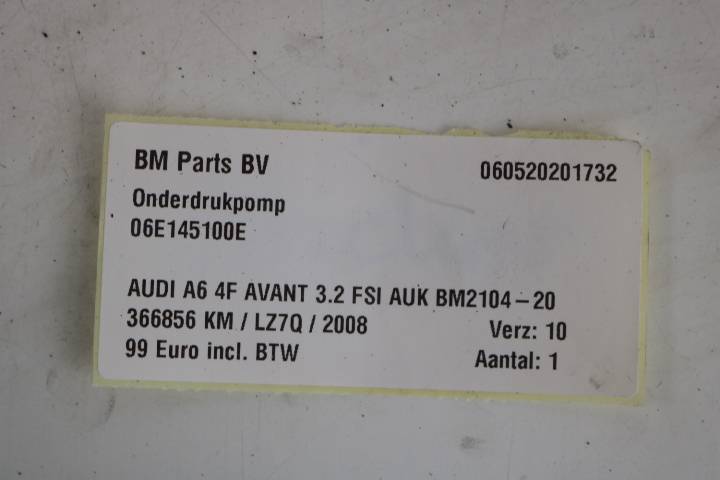 BM Parts BV 060520201732
Onderdrukpomp
06E145100E
AUDI A6 4F AVANT 3.2 FSI AUK BM2104-20
366856 KM / LZ7Q / 2008 Verz: 10
99 Euro incl. BTW Aantal: 1